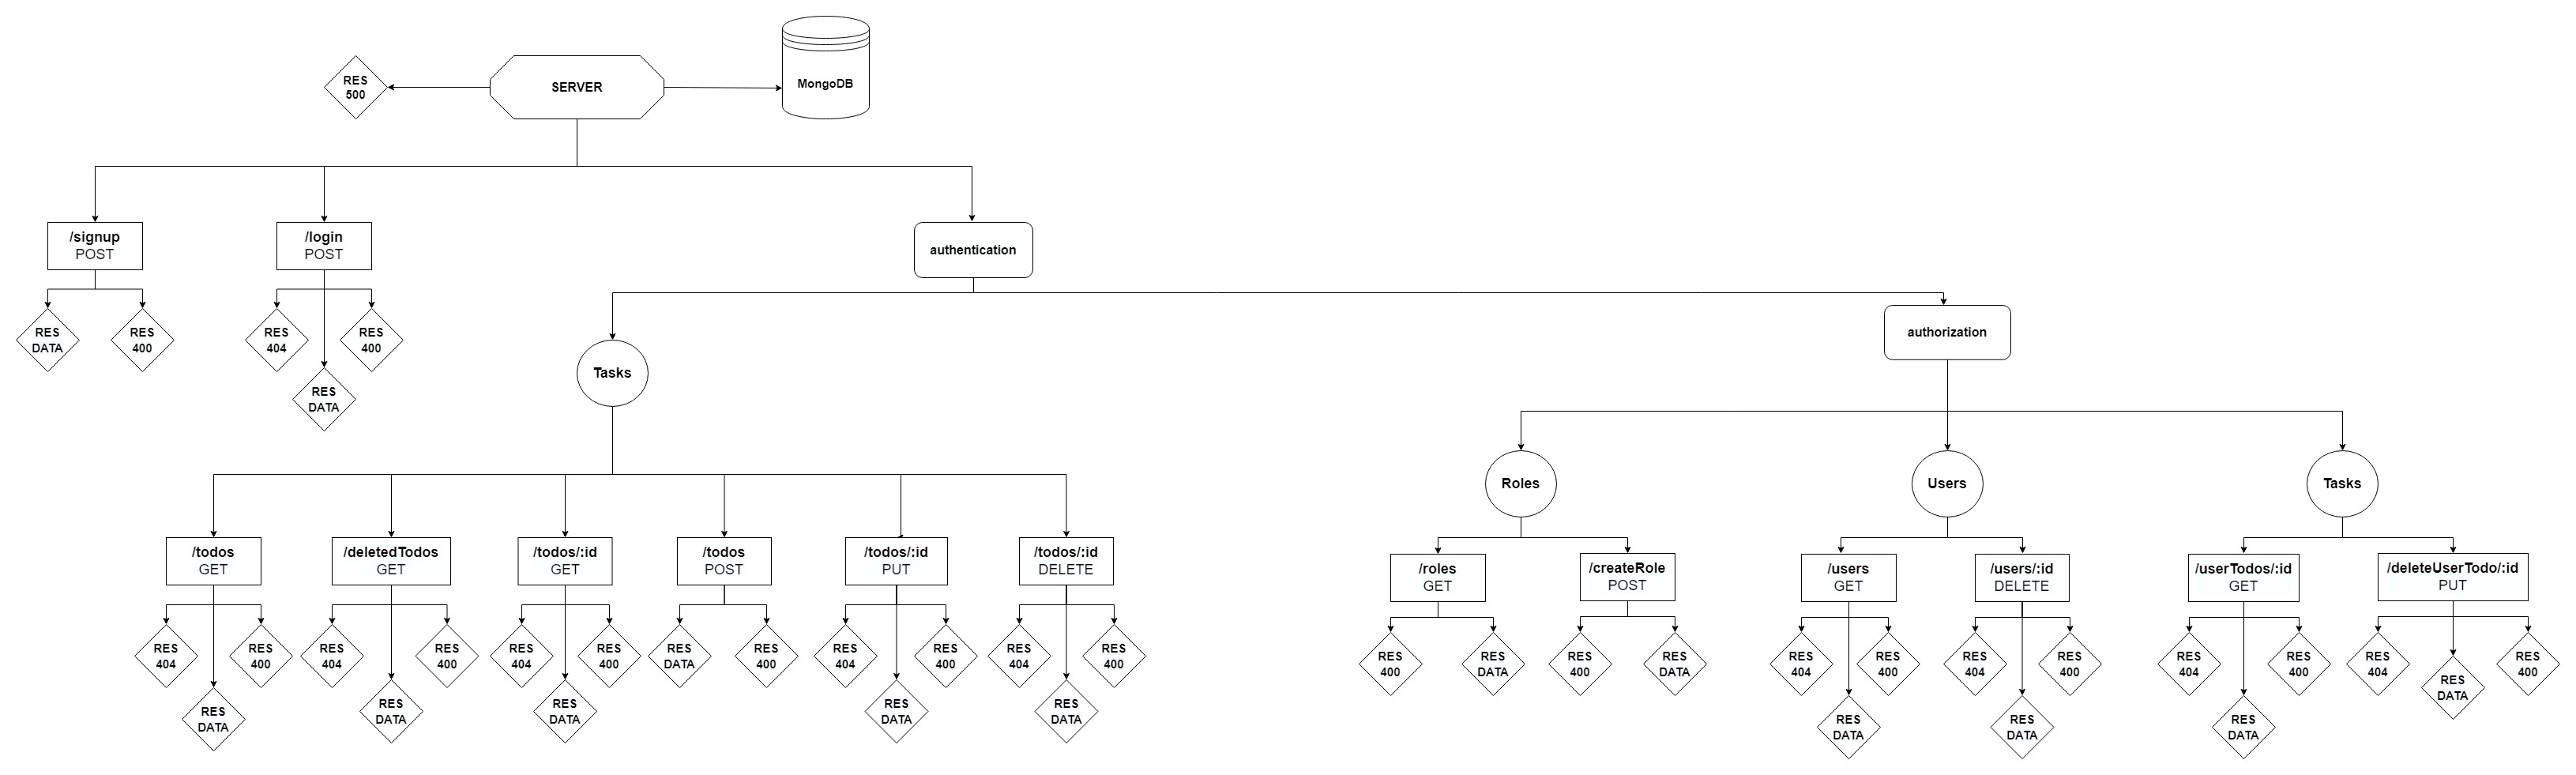 RES
500
SERVER
MongoDB
/signup
POST
/login
POST
authentication
RES
DATA
RES
400
RES
404
RES
400
RES
DATA
authorization
Tasks
Roles
Users
Tasks
/todos
GET
/deletedTodos
GET
/todos/:id
GET
/todos
POST
/todos/:id
PUT
/todos/:id
DELETE
/roles
GET
/createRole
POST
/users
GET
/users/:id
DELETE
/userTodos/:id
GET
/deleteUserTodo/:id
PUT
RES
404
RES
400
RES
DATA
RES
404
RES
400
RES
DATA
RES
404
RES
400
RES
DATA
RES
DATA
RES
400
RES
404
RES
400
RES
DATA
RES
404
RES
400
RES
DATA
RES
400
RES
DATA
RES
400
RES
DATA
RES
404
RES
400
RES
DATA
RES
404
RES
400
RES
DATA
RES
404
RES
400
RES
DATA
RES
404
RES
DATA
RES
400